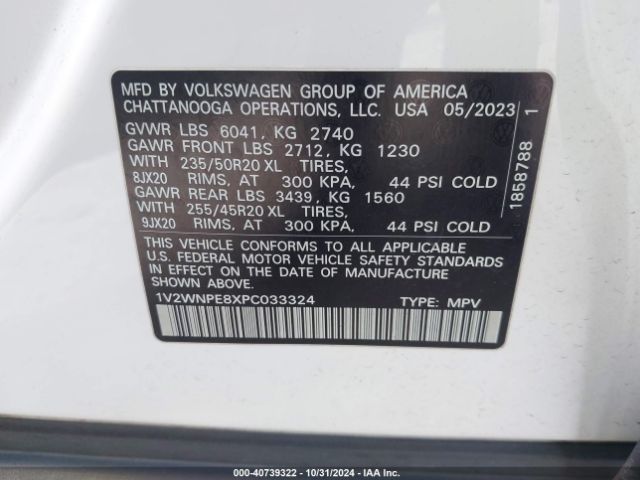 MFD BY VOLKSWAGEN GROUP OF AMERICA
CHATTANOOGA OPERATIONS, LLC. USA 05/2023
GVWR LBS 6041, KG 2740
GAWR FRONT LBS 2712, KG 1230
WITH 235/50R20 XL TIRES,
8JX20 RIMS, AT 300 KPA, 44 PSI COLD
GAWR REAR LBS 3439, KG 1560
WITH 255/45R20 XL TIRES,
9JX20 RIMS, AT 300 KPA, 44 PSI COLD
THIS VEHICLE CONFORMS TO ALL APPLICABLE
U.S. FEDERAL MOTOR VEHICLE SAFETY STANDARDS
IN EFFECT ON THE DATE OF MANUFACTURE
SHOWN ABOVE.
1V2WNPE8XPC033324 TYPE: MPV
1858788 1
000-40739322 - 10/31/2024 - IAA Inc.